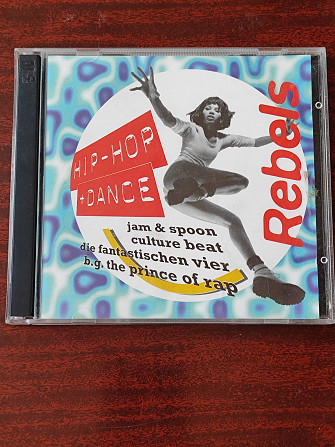 HIP-HOP
+DANCE
Rebels
jam & spoon
culture beat
die fantastischen vier
b.g. the prince of rap